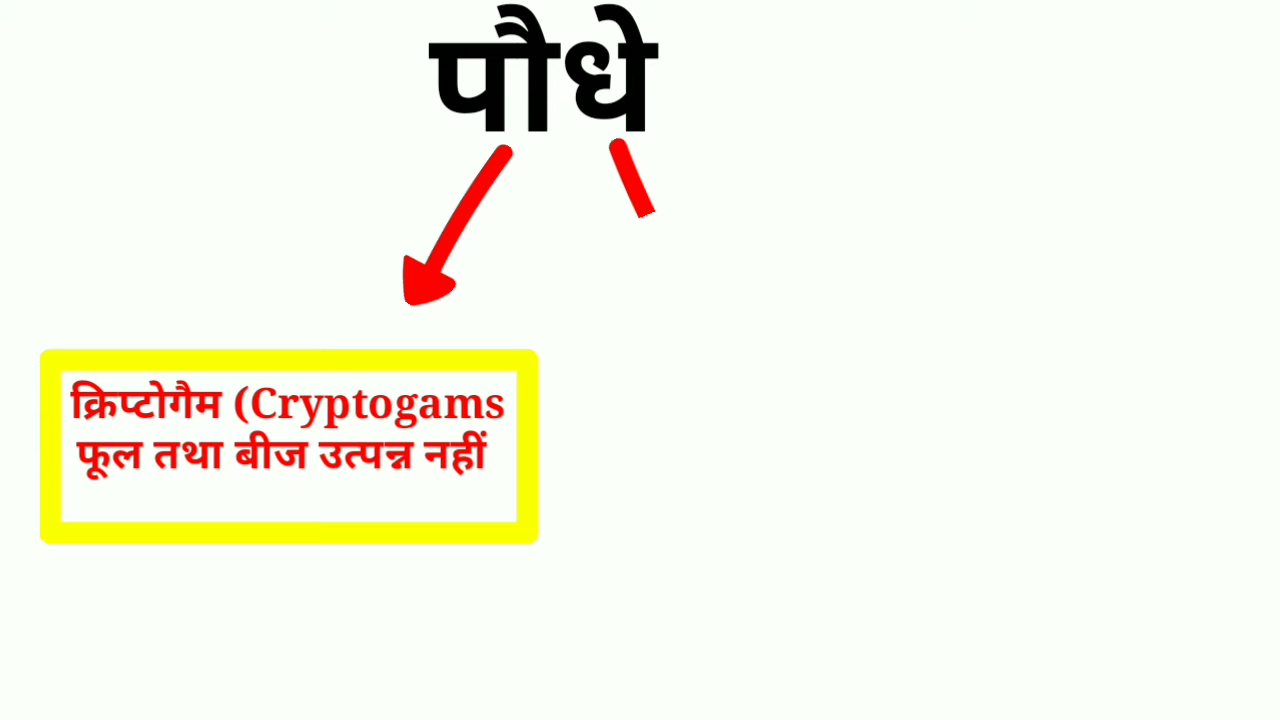 पौधे
क्रिप्टोगैम (Cryptogams
फूल तथा बीज उत्पन्न नहीं